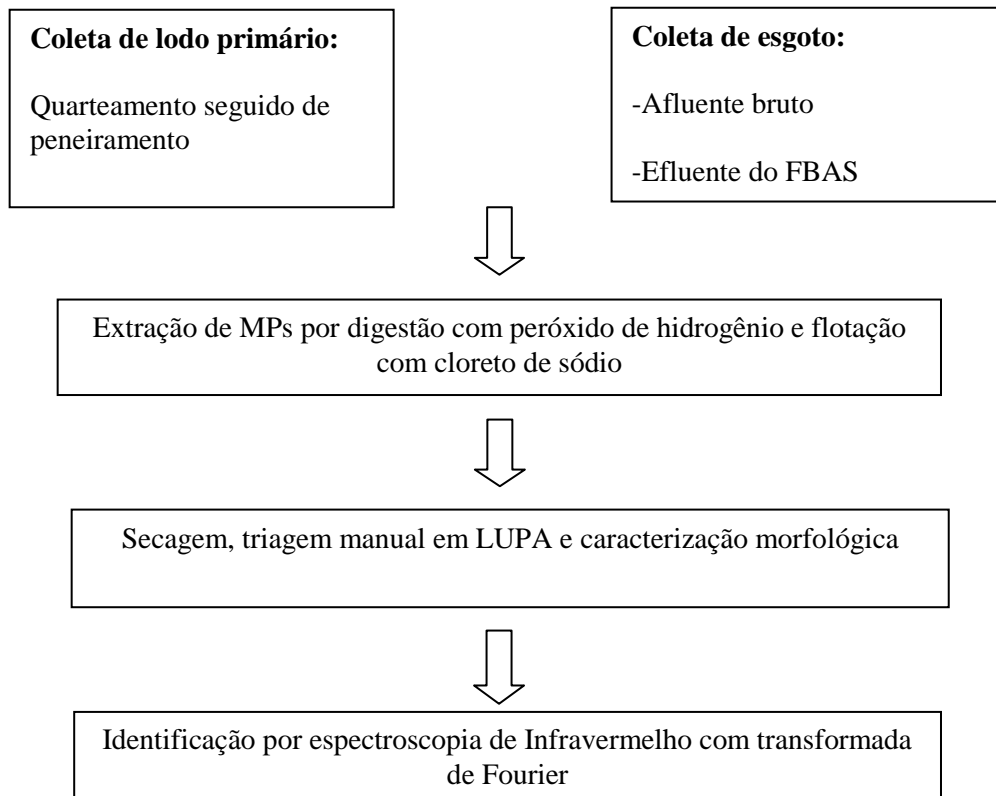 Coleta de lodo primário:
Quarteamento seguido de
peneiramento
Coleta de esgoto:
-Afluente bruto
-Efluente do FBAS
Extração de MPs por digestão com peróxido de hidrogênio e flotação
com cloreto de sódio
Secagem, triagem manual em LUPA e caracterização morfológica
Identificação por espectroscopia de Infravermelho com transformada
de Fourier